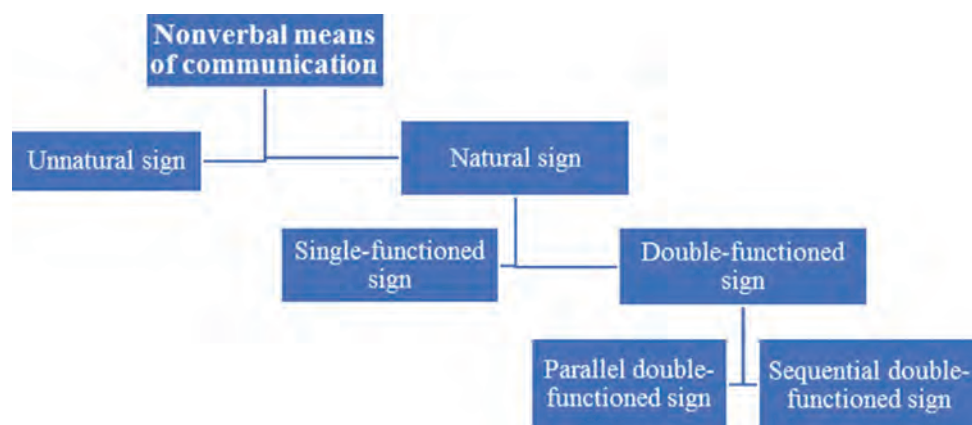 Nonverbal means
of communication
Unnatural sign
Natural sign
Single-functioned
sign
Double-functioned
sign
Parallel double-
functioned sign
Sequential double-
functioned sign